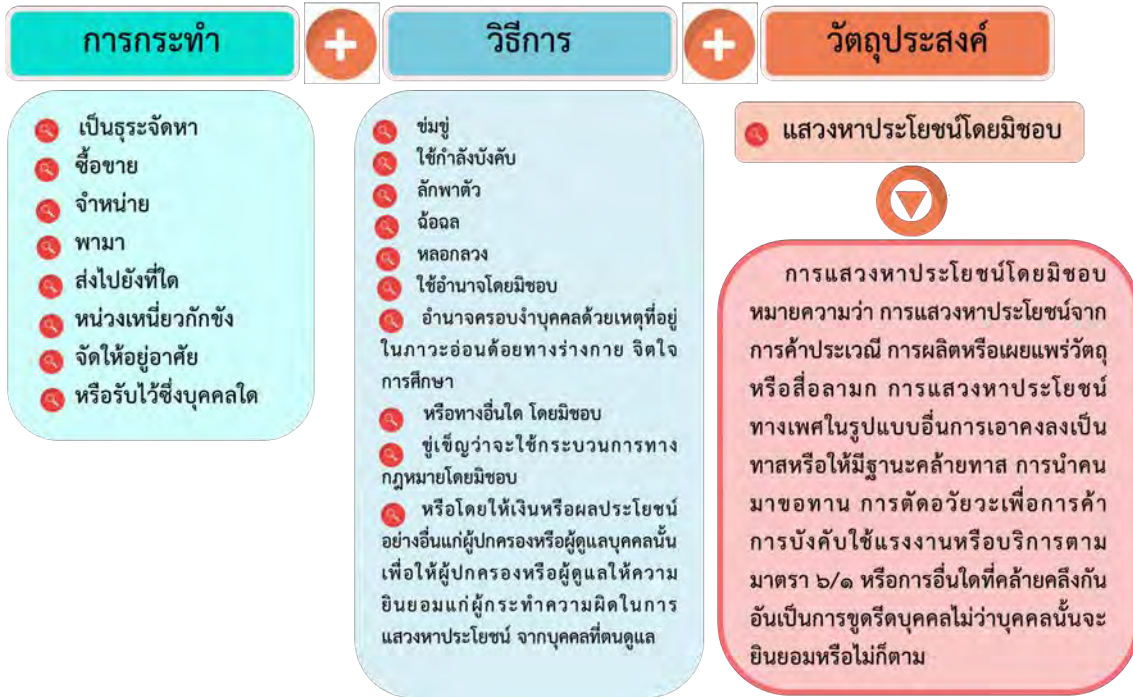 การกระทำ
วิธีการ
วัตถุประสงค์
เป็นธุระจัดหา
ซื้อขาย
จำหน่าย
พามา
ส่งไปยังที่ใด
หน่วงเหนี่ยวกักขัง
จัดให้อยู่อาศัย
หรือรับไว้ซึ่งบุคคลใด
ข่มขู่
ใช้กำลังบังคับ
ลักพาตัว
ฉ้อฉล
หลอกลวง
ใช้อำนาจโดยมิชอบ
อำนาจครอบงำบุคคลด้วยเหตุที่อยู่
ในภาวะอ่อนด้อยทางร่างกาย จิตใจ
การศึกษา
หรือทางอื่นใด โดยมิชอบ
ขู่เข็ญว่าจะใช้กระบวนการทาง
กฎหมายโดยมิชอบ
หรือโดยให้เงินหรือผลประโยชน์
อย่างอื่นแก่ผู้ปกครองหรือผู้ดูแลบุคคลนั้น
เพื่อให้ผู้ปกครองหรือผู้ดูแลให้ความ
ยินยอมแก่ผู้กระทำความผิดในการ
แสวงหาประโยชน์ จากบุคคลที่ตนดูแล
แสวงหาประโยชน์โดยมิชอบ
การแสวงหาประโยชน์โดยมิชอบ
หมายความว่า การแสวงหาประโยชน์จาก
การค้าประเวณี การผลิตหรือเผยแพร่วัตถุ
หรือสื่อลามก การแสวงหาประโยชน์
ทางเพศในรูปแบบอื่นการเอาคงลงเป็น
ทาสหรือให้มีฐานะคล้ายทาส การนำคน
มาขอทาน การตัดอวัยวะเพื่อการค้า
การบังคับใช้แรงงานหรือบริการตาม
มาตรา ๖/๑ หรือการอื่นใดที่คล้ายคลึงกัน
อันเป็นการขูดรีดบุคคลไม่ว่าบุคคลนั้นจะ
ยินยอมหรือไม่ก็ตาม